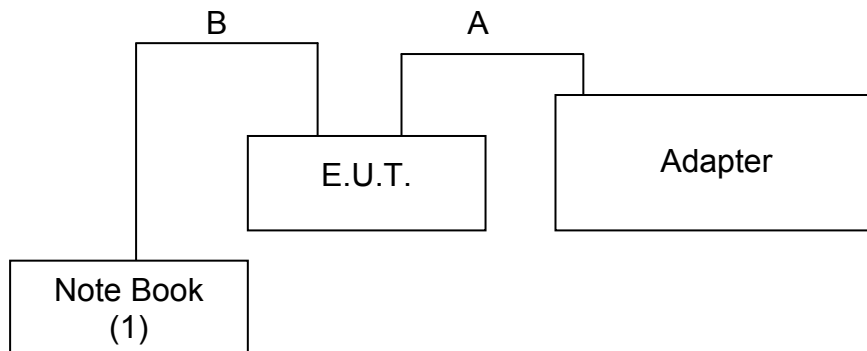 B
A
E.U.T.
Adapter
Note Book
(1)